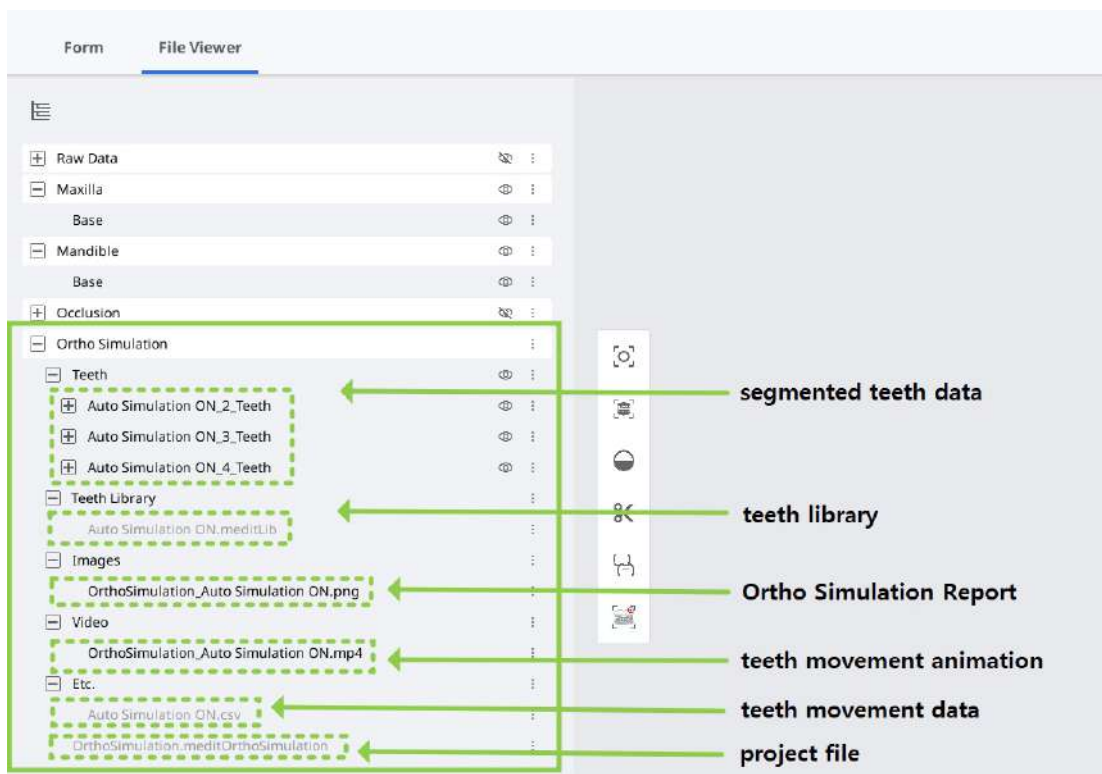 Form File Viewer
Raw Data
Maxilla
Base
Mandible
Base
Occlusion
Ortho Simulation
Teeth
segmented teeth data
Auto Simulation ON_2_Teeth
Auto Simulation ON_3_Teeth
Auto Simulation ON_4_Teeth
Teeth Library
teeth library
Auto Simulation ON.meditLib
Images
OrthoSimulation_Auto Simulation ON.png
Ortho Simulation Report
Video
OrthoSimulation_Auto Simulation ON.mp4
teeth movement animation
Etc.
Auto Simulation ON.csv
teeth movement data
OrthoSimulation.meditOrthoSimulation
project file